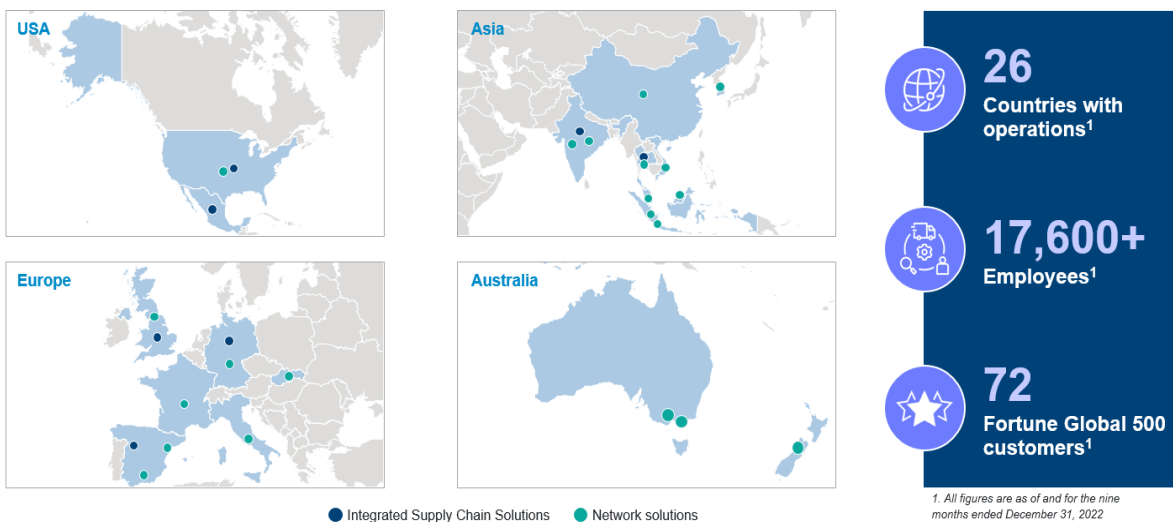 USA
Asia
Europe
Australia
Integrated Supply Chain Solutions
Network solutions
26
Countries with
operations¹
17,600+
Employees¹
72
Fortune Global 500
customers¹
1. All figures are as of and for the nine
months ended December 31, 2022